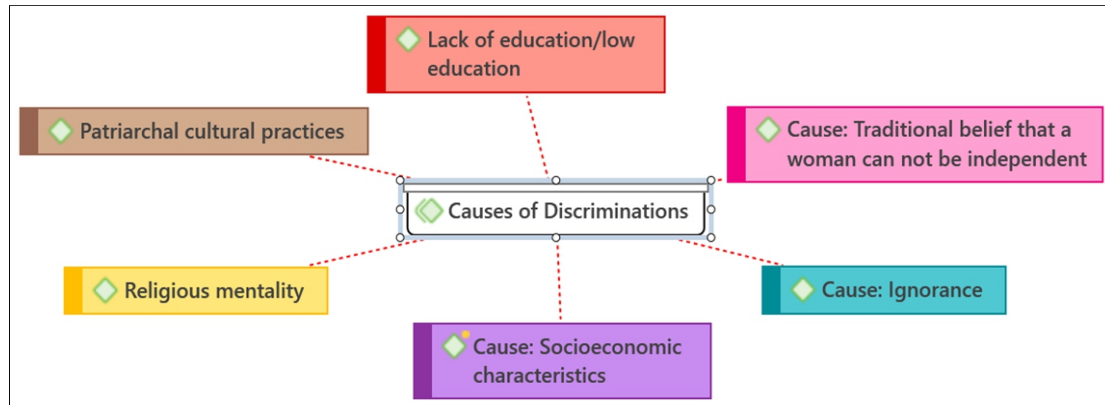 Lack of education/low
education
Patriarchal cultural practices
Cause: Traditional belief that a
woman can not be independent
Causes of Discriminations
Religious mentality
Cause: Ignorance
Cause: Socioeconomic
characteristics